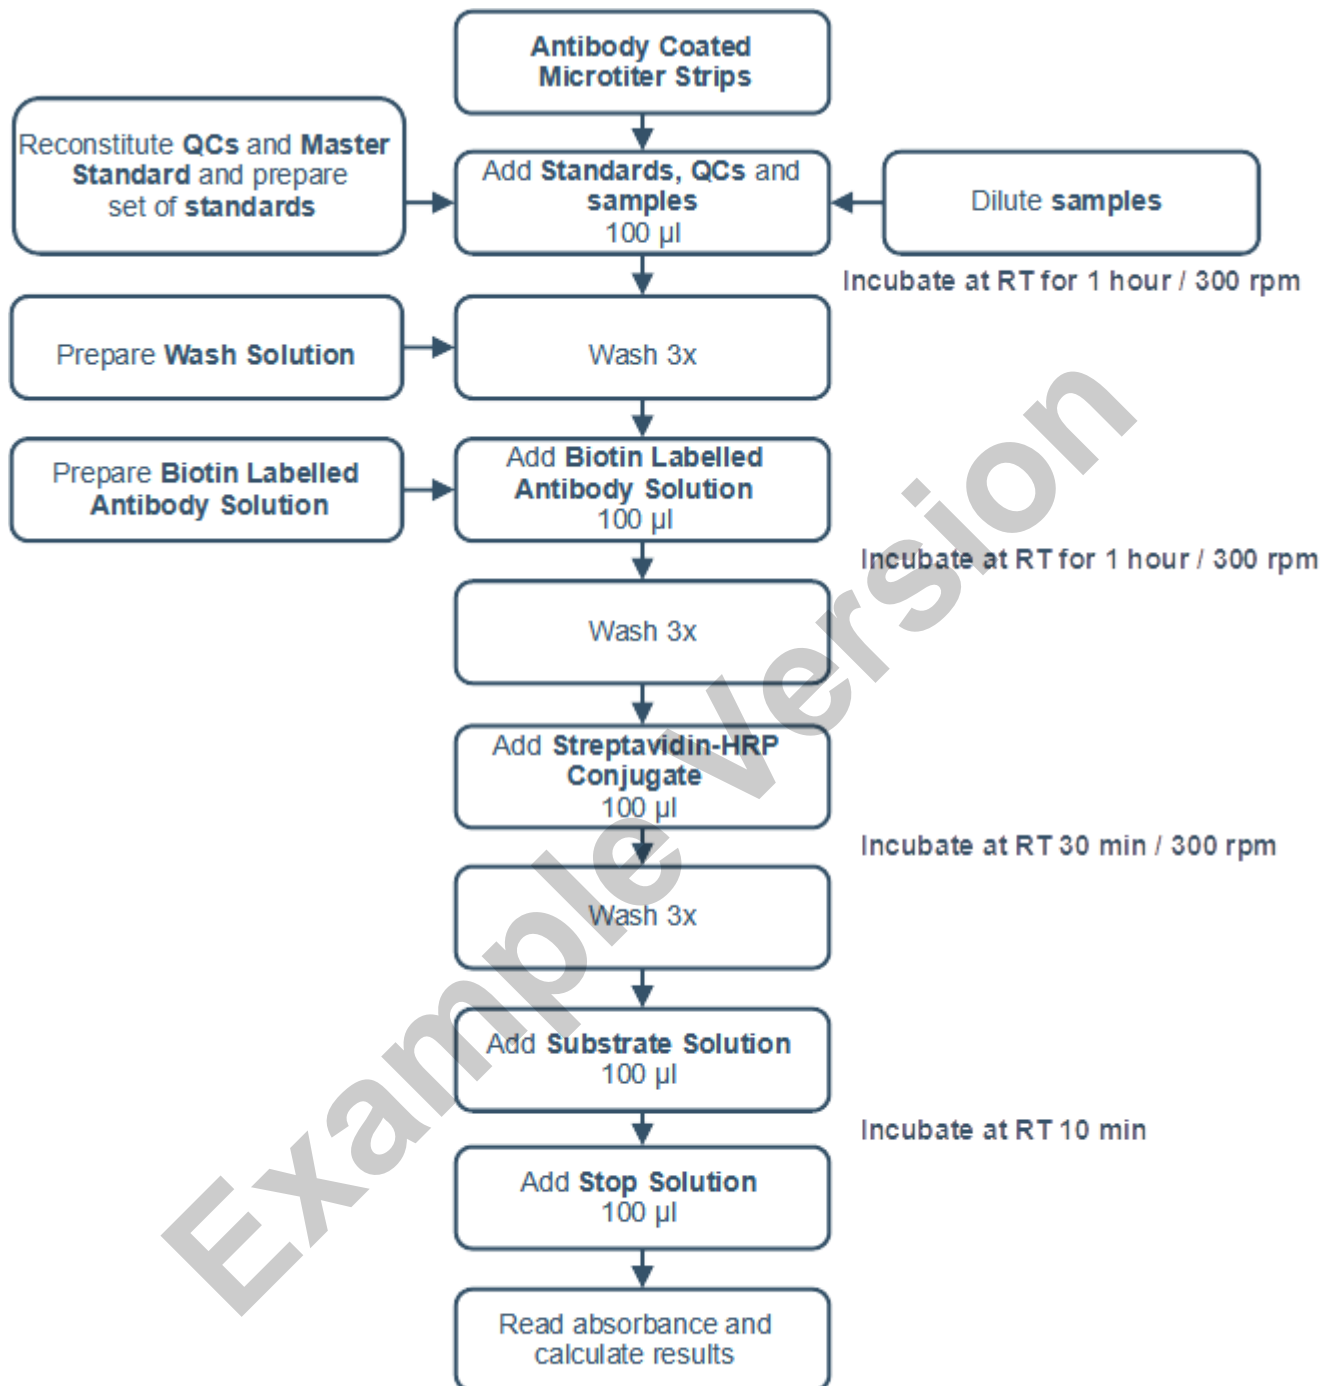 Antibody Coated
Microtiter Strips
Reconstitute QCs and Master
Standard and prepare
set of standards
Add Standards, QCs and
samples
100 µl
Dilute samples
Incubate at RT for 1 hour / 300 rpm
Prepare Wash Solution
Wash 3x
Prepare Biotin Labelled
Antibody Solution
Add Biotin Labelled
Antibody Solution
100 µl
Incubate at RT for 1 hour / 300 rpm
Wash 3x
Add Streptavidin-HRP
Conjugate
100 µl
Incubate at RT 30 min / 300 rpm
Wash 3x
Add Substrate Solution
100 µl
Incubate at RT 10 min
Add Stop Solution
100 µl
Read absorbance and
calculate results
Example Version